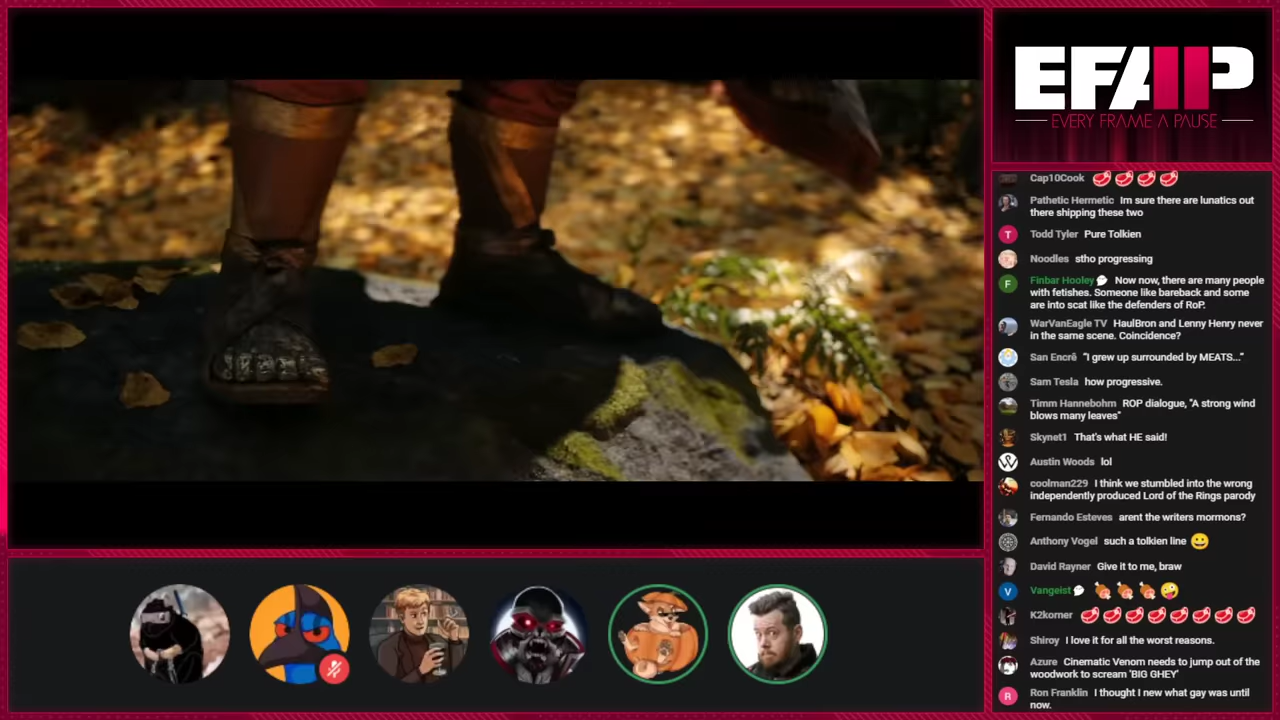 EFAP
EVERY FRAME A PAUSE
Cap10Cook 🥩🥩🥩🥩
Pathetic Hermetic Im sure there are lunatics out
there shipping these two
T Todd Tyler Pure Tolkien
Noodles stho progressing
F Finbar Hooley Now now, there are many people
with fetishes. Someone like bareback and some
are into scat like the defenders of RoP.
WarVanEagle TV HaulBron and Lenny Henry never
in the same scene. Coincidence?
San Encrē “I grew up surrounded by MEATS...”
Sam Tesla how progressive.
Timm Hannebohm ROP dialogue, "A strong wind
blows many leaves"
Skynet1 That's what HE said!
Austin Woods lol
coolman229 I think we stumbled into the wrong
independently produced Lord of the Rings parody
Fernando Esteves arent the writers mormons?
Anthony Vogel such a tolkien line 😀
David Rayner Give it to me, braw
V Vangeist 🍖🍖🍖🤪
K2korner 🥩🥩🥩🥩🥩🥩🥩🥩
Shiroy I love it for all the worst reasons.
Azure Cinematic Venom needs to jump out of the
woodwork to scream 'BIG GHEY'
R Ron Franklin I thought I new what gay was until
now.